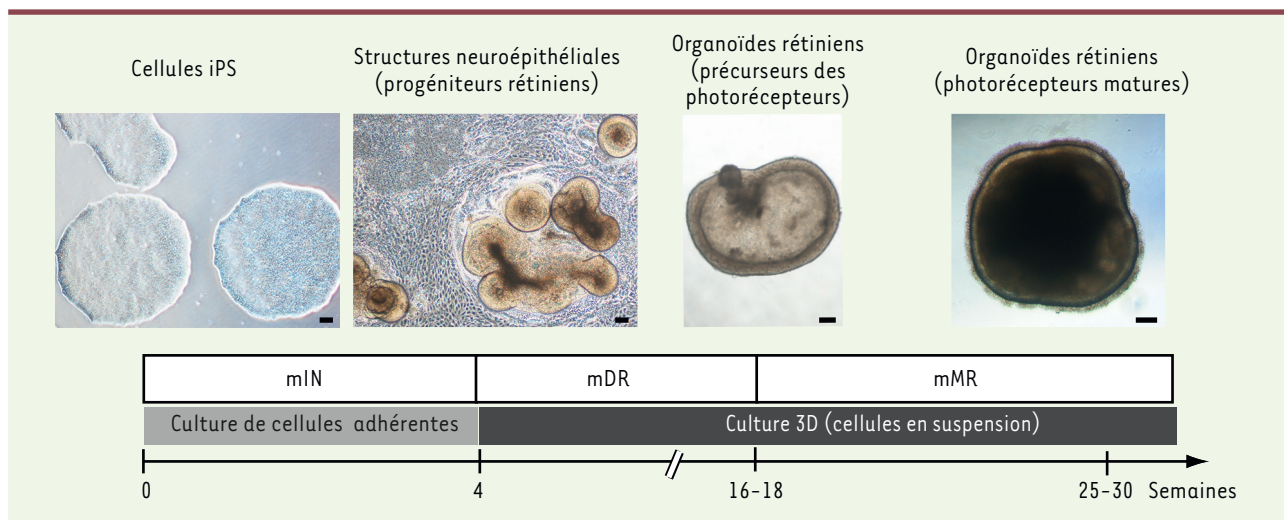 Cellules iPS
Structures neuroépithéliales
(progéniteurs rétiniens)
Organoïdes rétiniens
(précurseurs des
photorécepteurs)
Organoïdes rétiniens
(photorécepteurs matures)
mIN
mDR
mMR
Culture de cellules adhérentes
Culture 3D (cellules en suspension)
0
4
16-18
25-30
Semaines